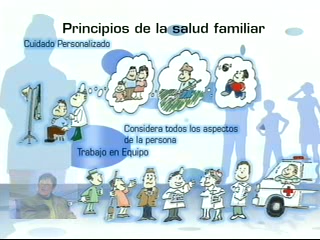 Principios de la salud familiar
Cuidado Personalizado
Considera todos los aspectos
de la persona
Trabajo en Equipo